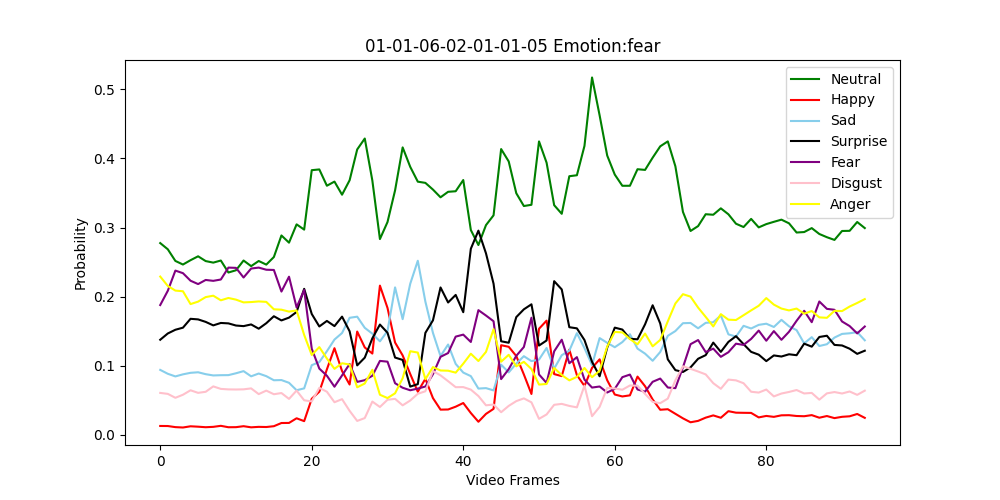 01-01-06-02-01-01-05 Emotion:fear
Neutral
Happy
Sad
Surprise
Fear
Disgust
Anger
0.5
0.4
0.3
0.2
0.1
0.0
Probability
0 20 40 60 80
Video Frames